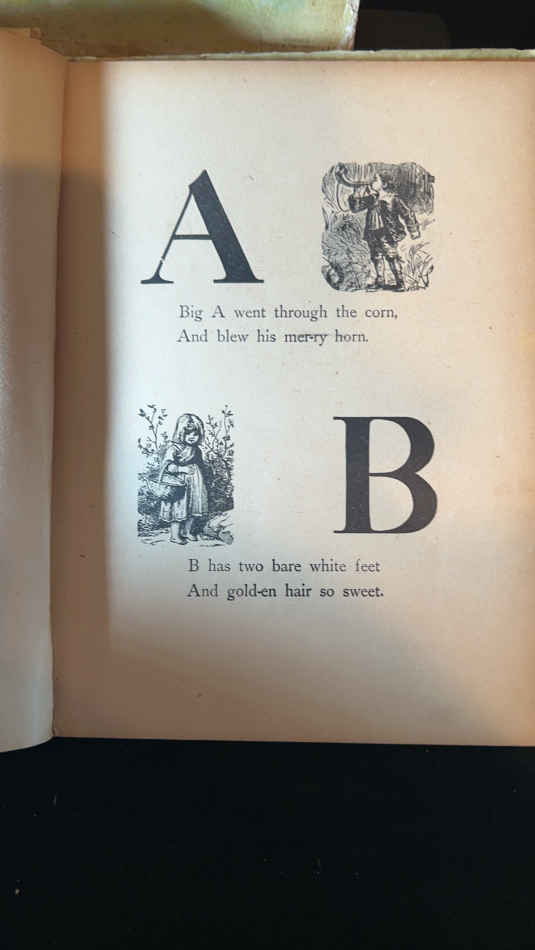 A
Big A went through the corn,
And blew his mer-ry horn.
B
B has two bare white feet
And gold-en hair so sweet.